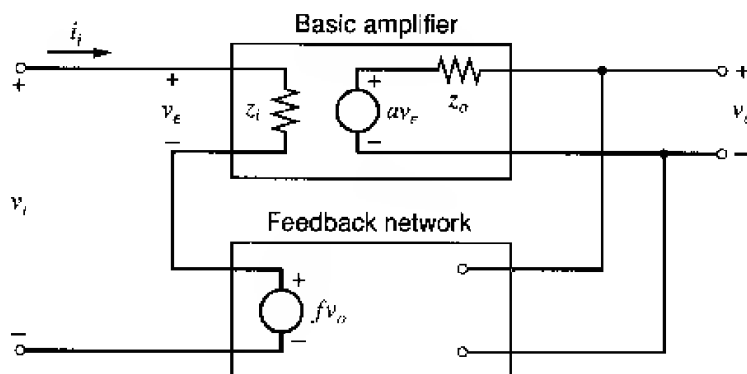 Basic amplifier
i_i
+ + + +
v_ε z_i av_ε z_o v_o
− − −
v_i
Feedback network
+
fv_o
− −